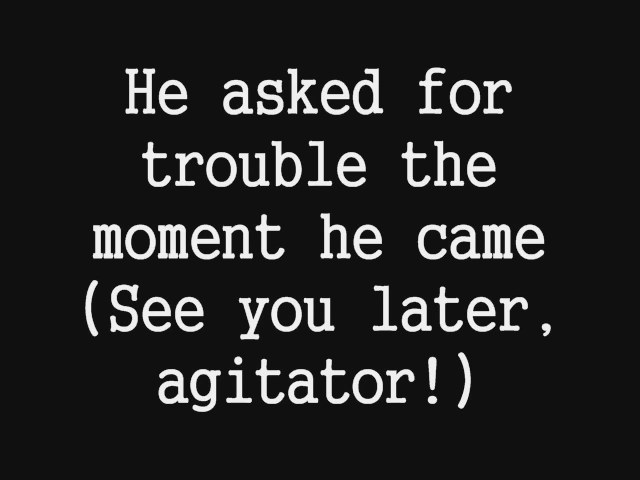 He asked for
trouble the
moment he came
(See you later,
agitator!)